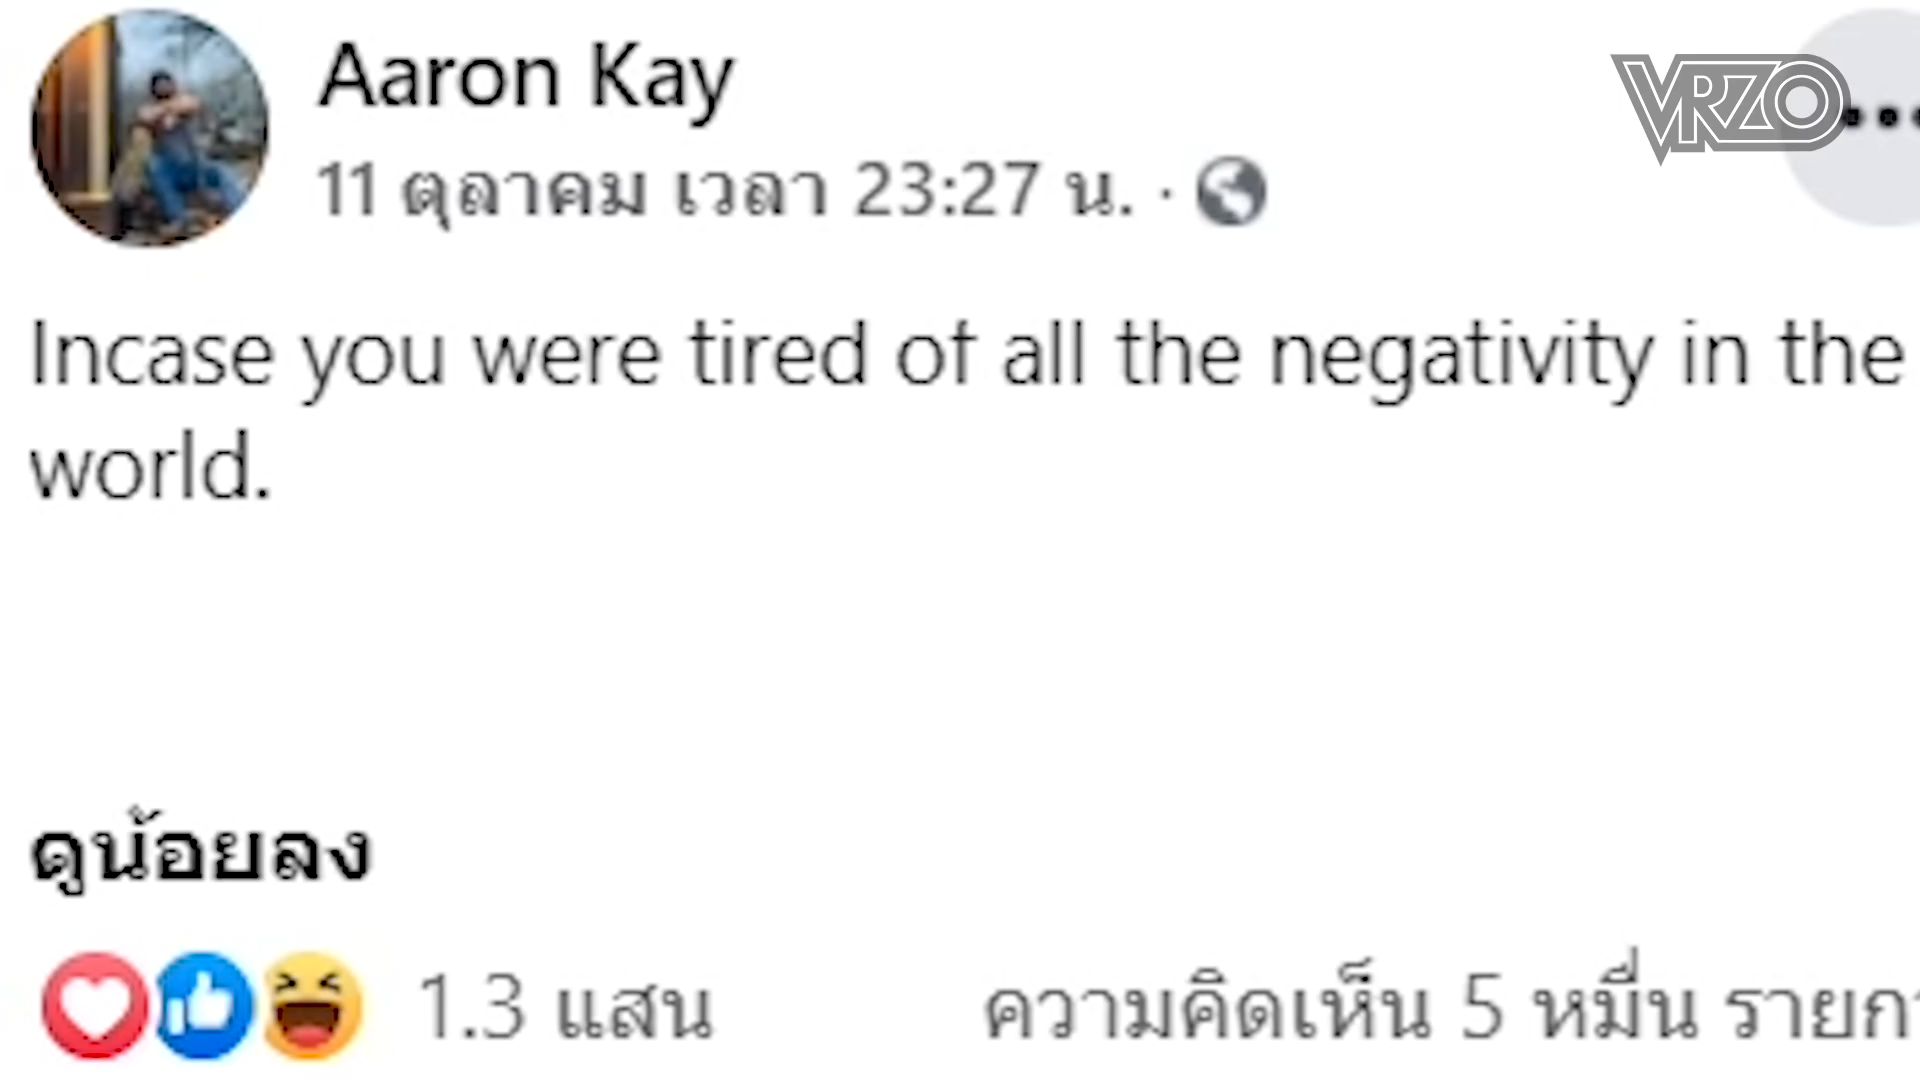 Aaron Kay
VRZO
11 ตุลาคม เวลา 23:27 น. ·
Incase you were tired of all the negativity in the
world.
ดูน้อยลง
1.3 แสน
ความคิดเห็น 5 หมื่น